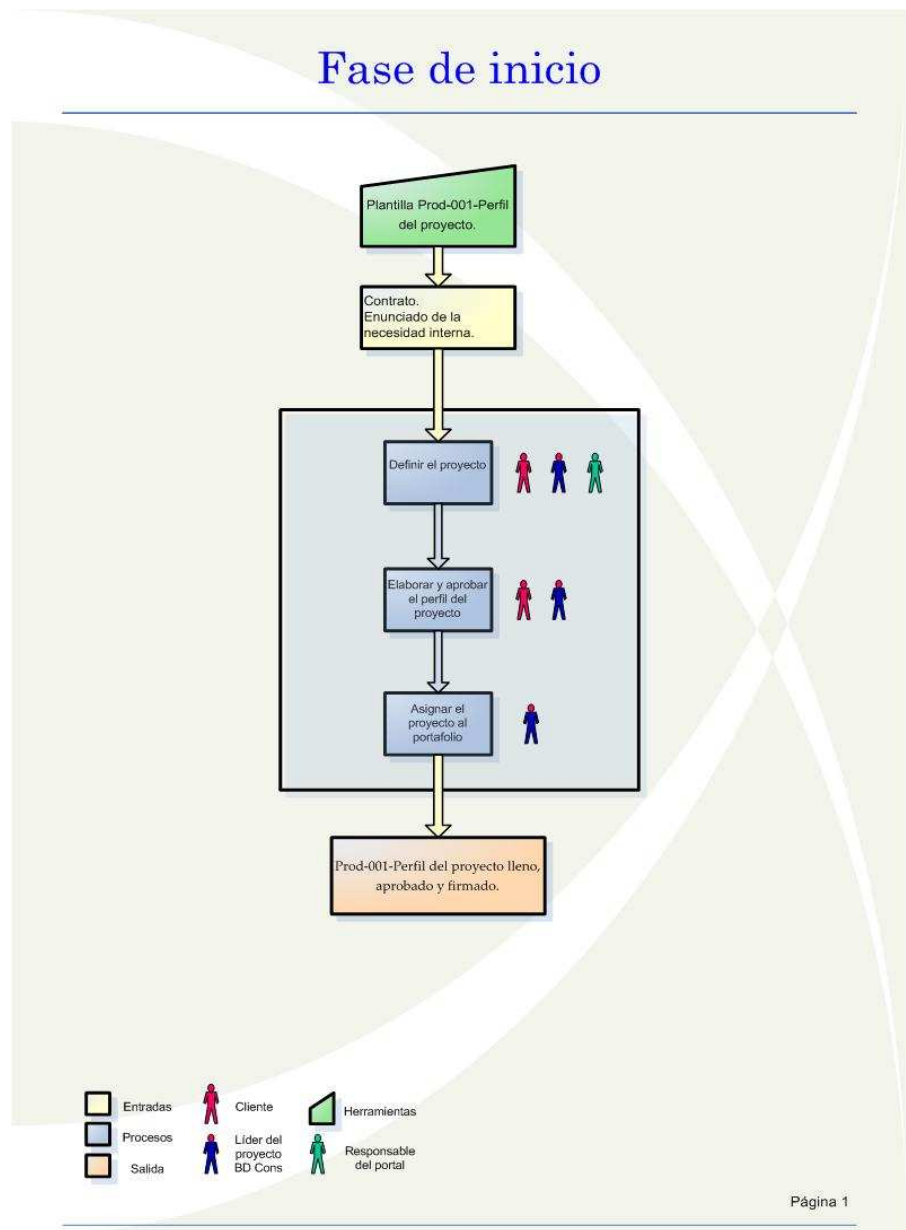 Fase de inicio
Plantilla Prod-001-Perfil
del proyecto.
Contrato.
Enunciado de la
necesidad interna.
Definir el proyecto
Elaborar y aprobar
el perfil del
proyecto
Asignar el
proyecto al
portafolio
Prod-001-Perfil del proyecto lleno,
aprobado y firmado.
Entradas
Cliente
Herramientas
Procesos
Líder del
proyecto
BD Cons
Responsable
del portal
Salida
Página 1